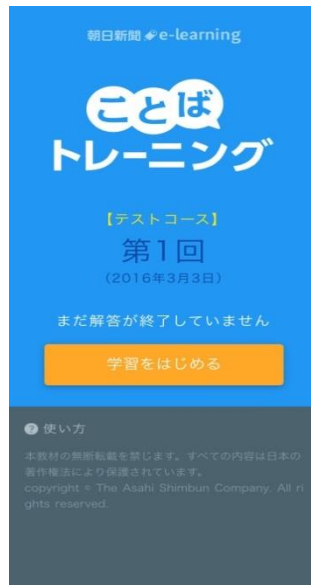 朝日新聞 e-learning
ことば
トレーニング
【テストコース】
第1回
(2016年3月3日)
まだ解答が終了していません
学習をはじめる
? 使い方
本教材の無断転載を禁じます。すべての内容は日本の
著作権法により保護されています。
copyright © The Asahi Shimbun Company. All ri
ghts reserved.